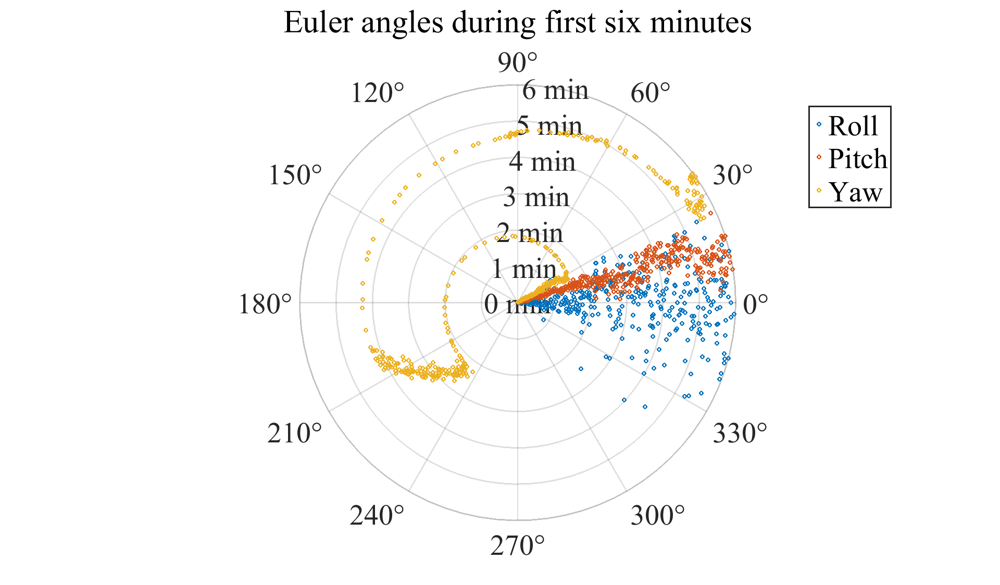 Euler angles during first six minutes
90°
120°
60°
6 min
5 min
150°
30°
4 min
3 min
2 min
1 min
180°
0 min
0°
210°
330°
240°
300°
270°
Roll
Pitch
Yaw